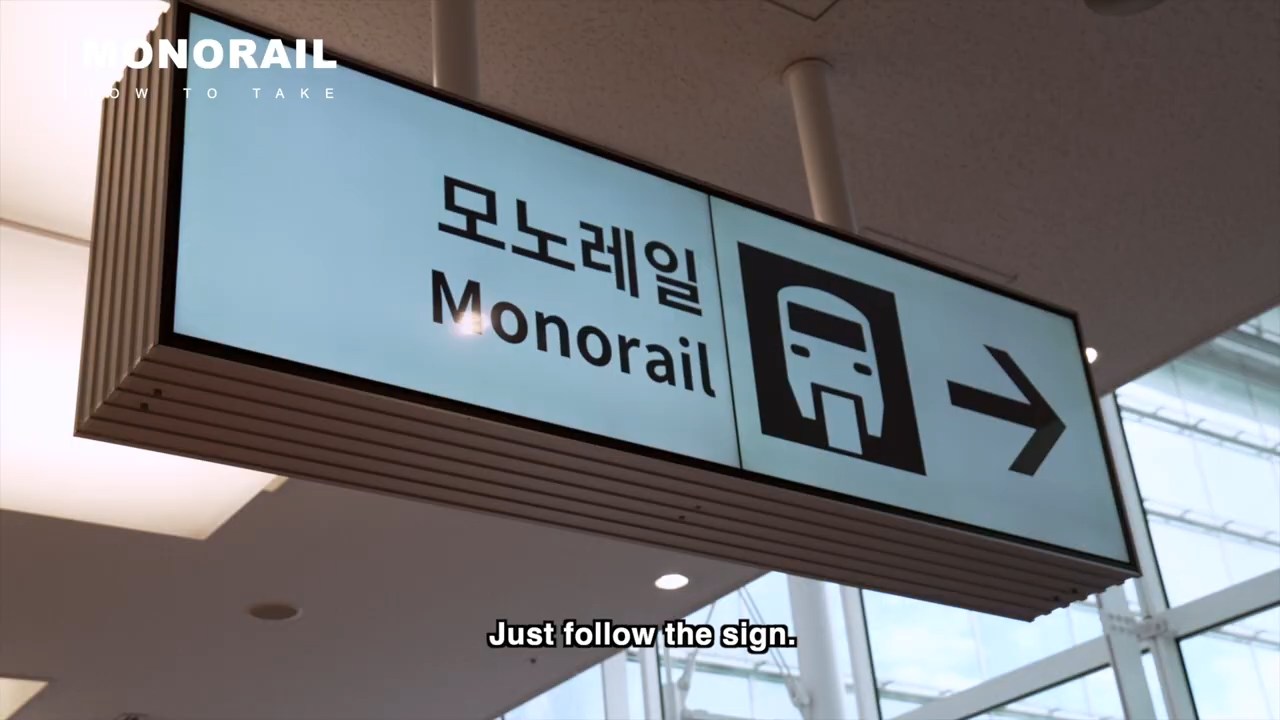 MONORAIL
HOW TO TAKE
모노레일
Monorail
Just follow the sign.